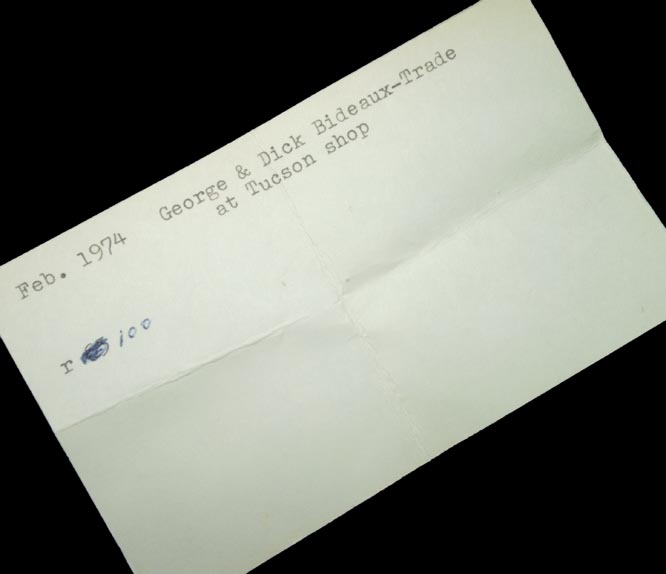 Feb. 1974 George & Dick Bideaux-Trade
at Tucson shop
r 100